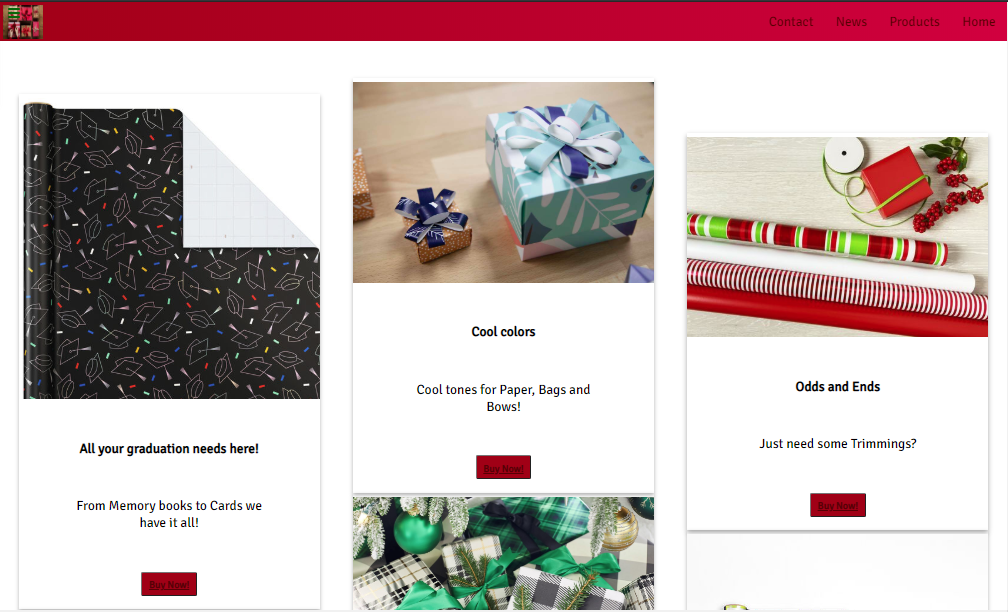 Contact News Products Home
All your graduation needs here!
From Memory books to Cards we
have it all!
Buy Now!
Cool colors
Cool tones for Paper, Bags and
Bows!
Buy Now!
Odds and Ends
Just need some Trimmings?
Buy Now!